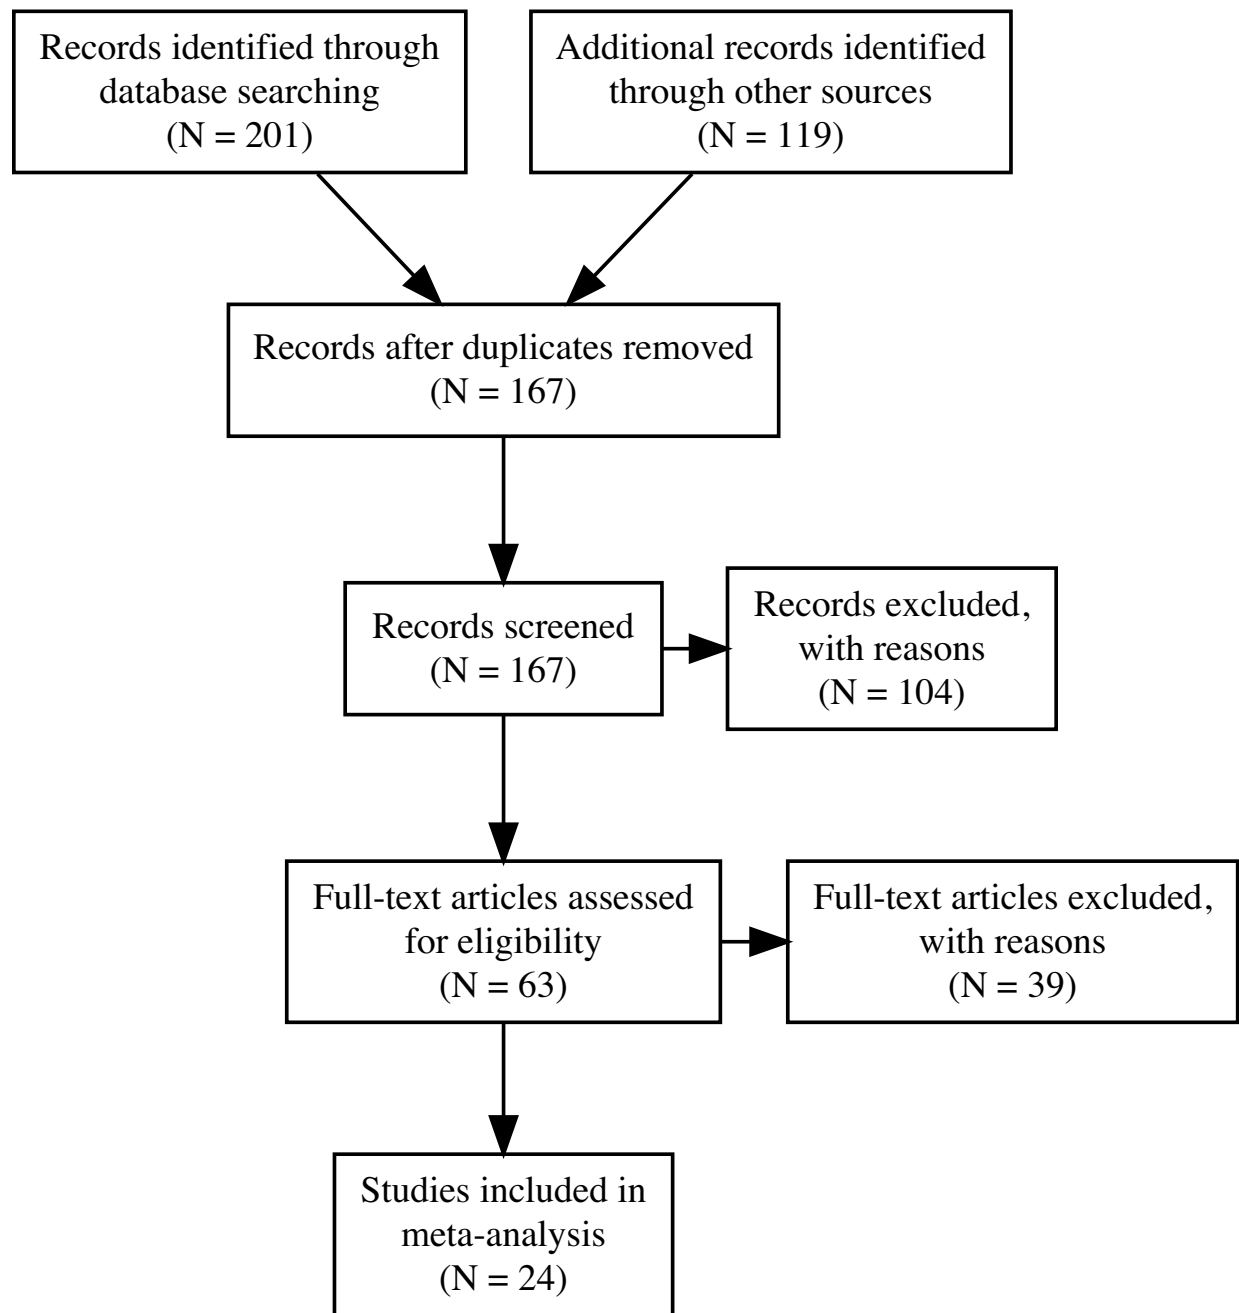 Records identified through
database searching
(N = 201)
Additional records identified
through other sources
(N = 119)
Records after duplicates removed
(N = 167)
Records screened
(N = 167)
Records excluded,
with reasons
(N = 104)
Full-text articles assessed
for eligibility
(N = 63)
Full-text articles excluded,
with reasons
(N = 39)
Studies included in
meta-analysis
(N = 24)